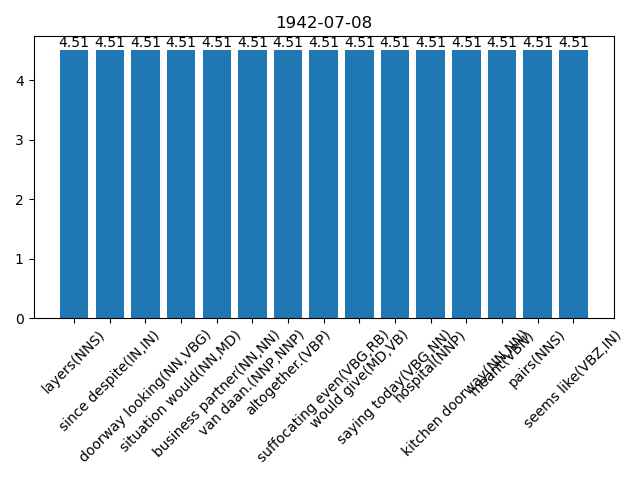 1942-07-08
4.51 4.51 4.51 4.51 4.51 4.51 4.51 4.51 4.51 4.51 4.51 4.51 4.51 4.51 4.51
4
3
2
1
0
layers(NNS)
since despite(IN,IN)
doorway looking(NN,VBG)
situation would(NN,MD)
business partner(NN,NN)
van daan.(NNP,NNP)
altogether.(VBP)
suffocating even(VBG,RB)
would give(MD,VB)
saying today(VBG,NN)
hospital(NNP)
kitchen doorway(NN,NN)
meant(VBN)
pairs(NNS)
seems like(VBZ,IN)